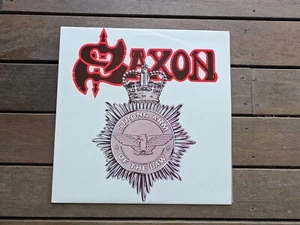 SAXON
STRONG ARM
OF THE LAW